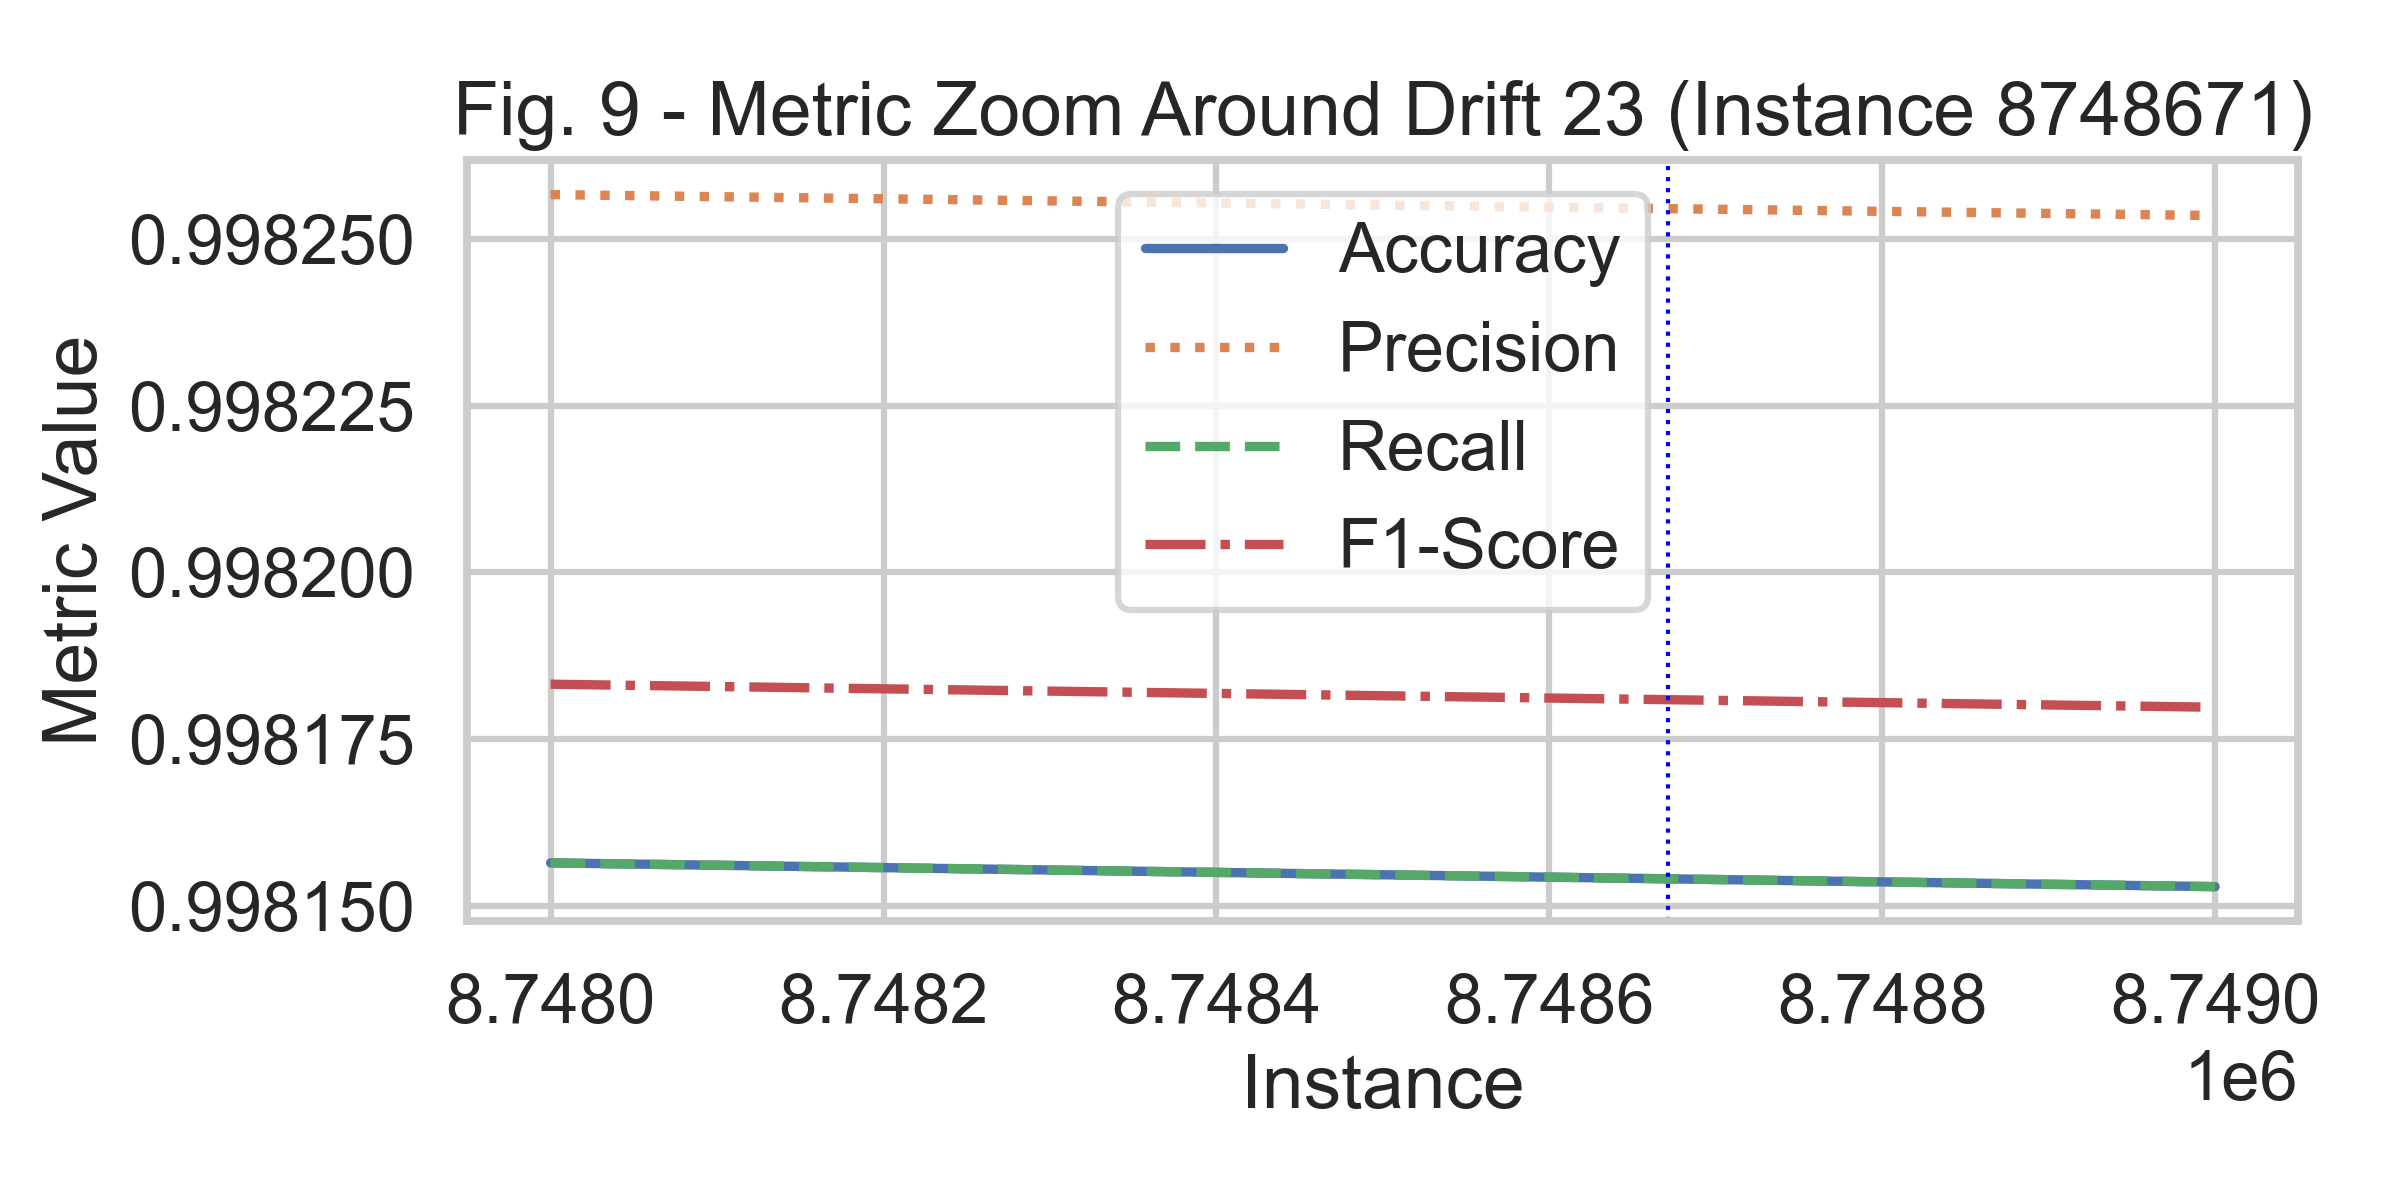 Fig. 9 - Metric Zoom Around Drift 23 (Instance 8748671)
Metric Value
0.998250
0.998225
0.998200
0.998175
0.998150
Accuracy
Precision
Recall
F1-Score
8.7480 8.7482 8.7484 8.7486 8.7488 8.7490
1e6
Instance